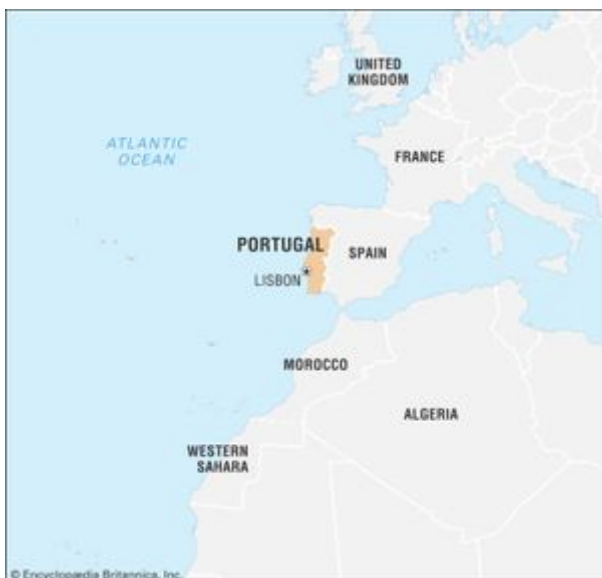 UNITED
KINGDOM
ATLANTIC
OCEAN
FRANCE
PORTUGAL
SPAIN
LISBON
MOROCCO
ALGERIA
WESTERN
SAHARA
© Encyclopædia Britannica, Inc.